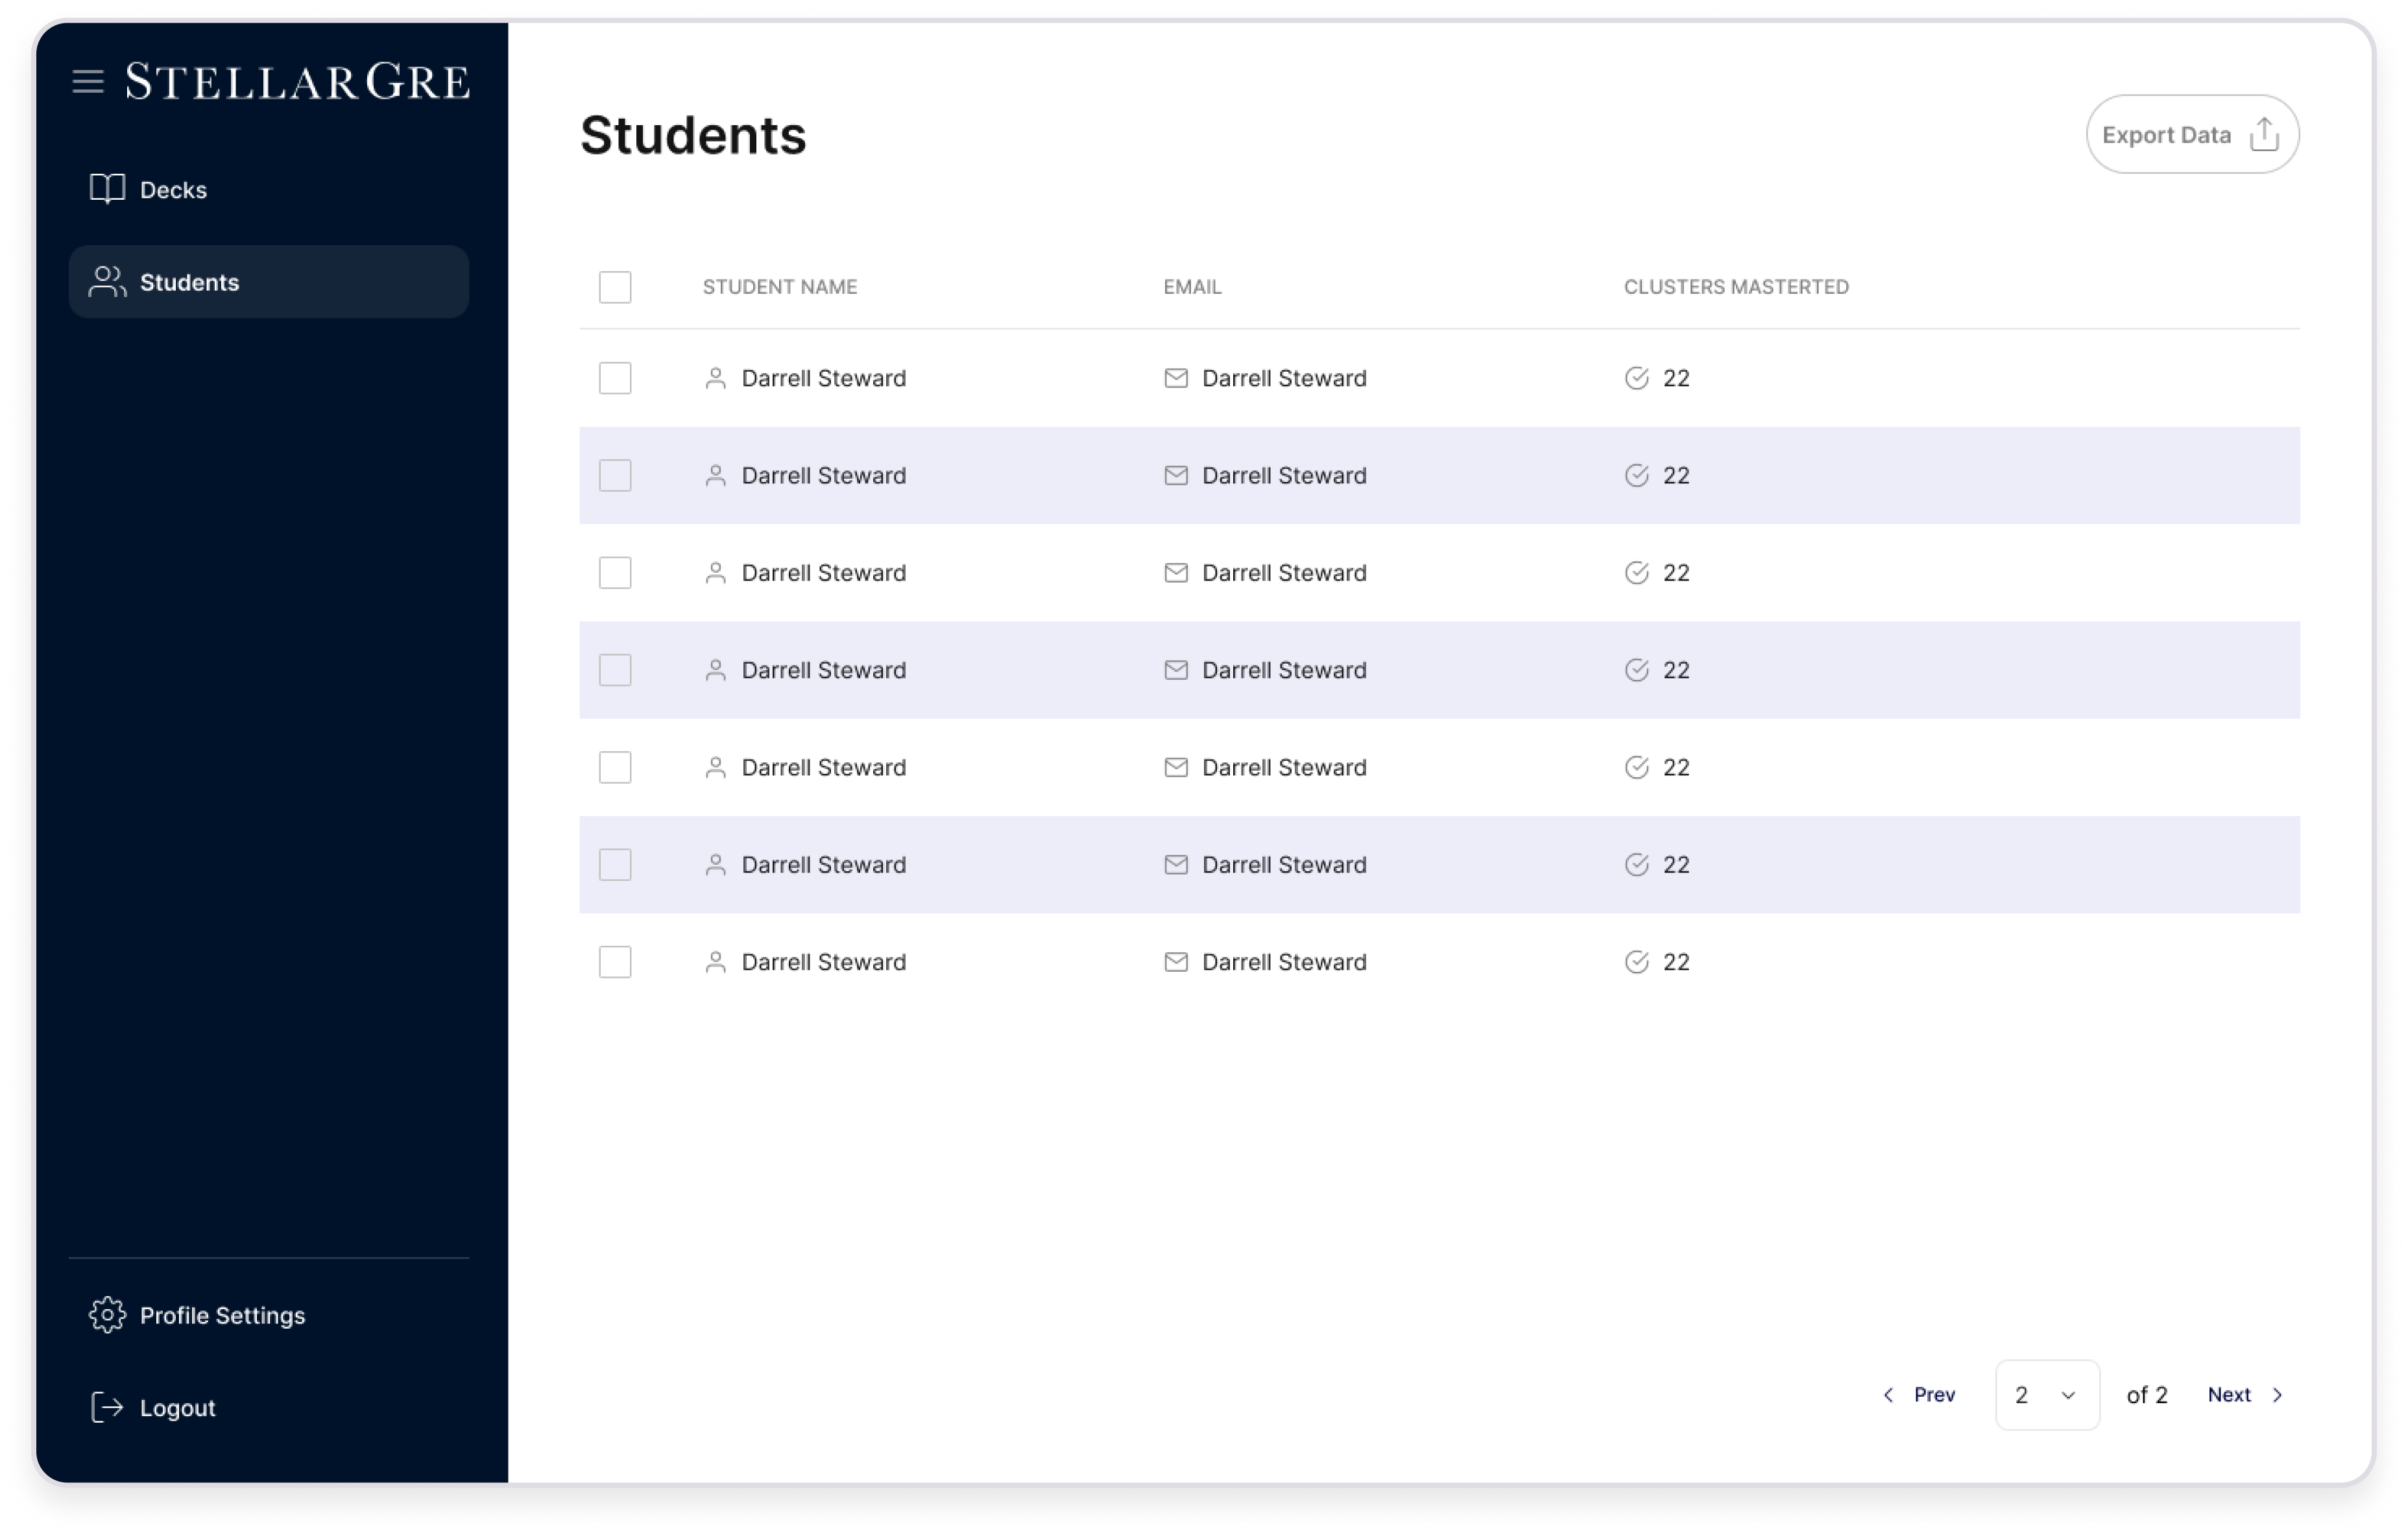 STELLARGRE
Decks
Students
Profile Settings
Logout
Students
Export Data
STUDENT NAME EMAIL CLUSTERS MASTERTED
Darrell Steward Darrell Steward 22
Darrell Steward Darrell Steward 22
Darrell Steward Darrell Steward 22
Darrell Steward Darrell Steward 22
Darrell Steward Darrell Steward 22
Darrell Steward Darrell Steward 22
Darrell Steward Darrell Steward 22
Prev 2 of 2 Next